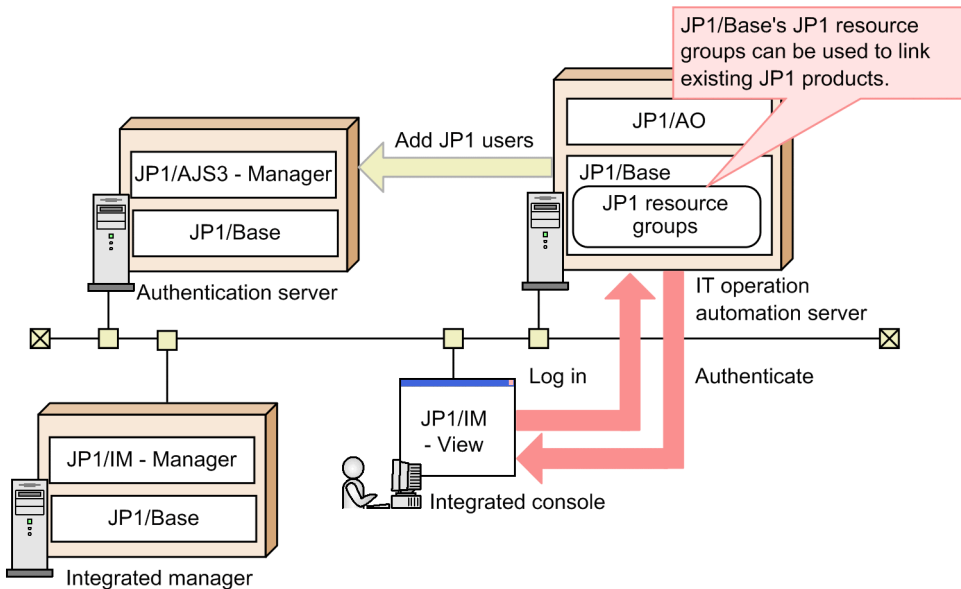 JP1/Base's JP1 resource
groups can be used to link
existing JP1 products.
JP1/AO
JP1/Base
JP1 resource
groups
IT operation
automation server
Add JP1 users
JP1/AJS3 - Manager
JP1/Base
Authentication server
Log in
Authenticate
JP1/IM
- View
Integrated console
JP1/IM - Manager
JP1/Base
Integrated manager